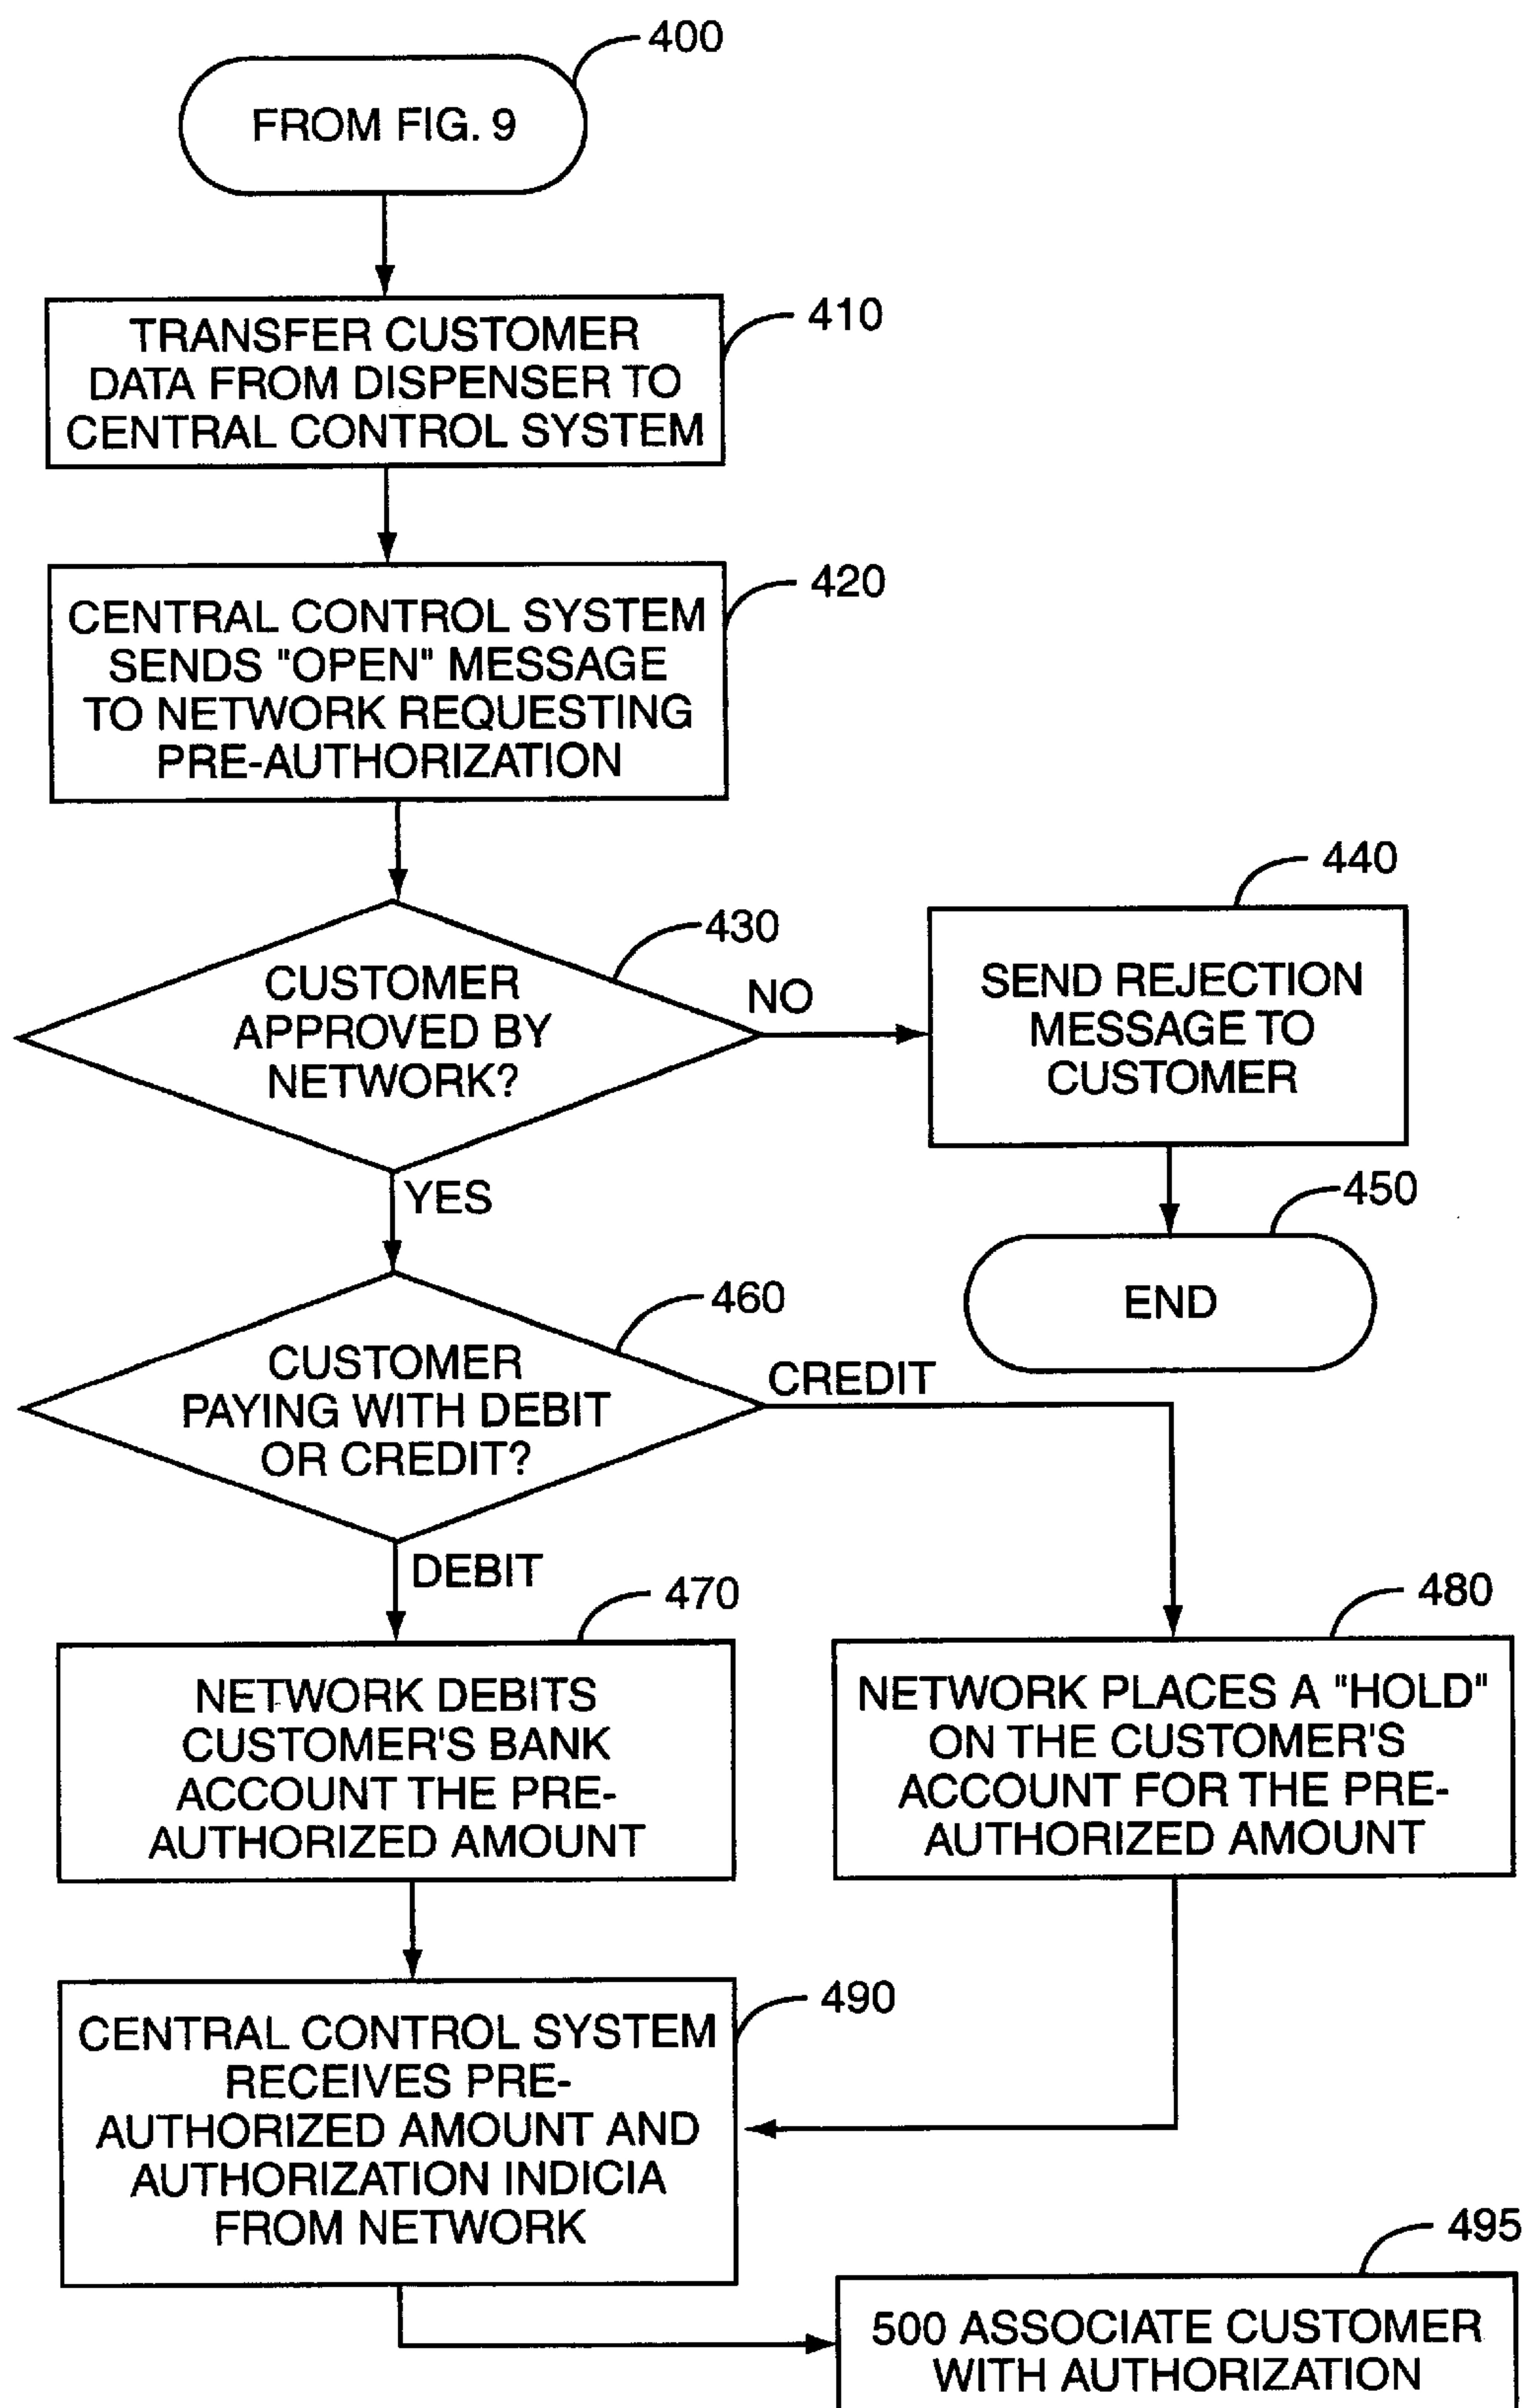 400
FROM FIG. 9
410
TRANSFER CUSTOMER
DATA FROM DISPENSER TO
CENTRAL CONTROL SYSTEM
420
CENTRAL CONTROL SYSTEM
SENDS "OPEN" MESSAGE
TO NETWORK REQUESTING
PRE-AUTHORIZATION
430
CUSTOMER
APPROVED BY
NETWORK?
NO
440
SEND REJECTION
MESSAGE TO
CUSTOMER
450
END
YES
460
CUSTOMER
PAYING WITH DEBIT
OR CREDIT?
CREDIT
DEBIT
470
NETWORK DEBITS
CUSTOMER'S BANK
ACCOUNT THE PRE-
AUTHORIZED AMOUNT
480
NETWORK PLACES A "HOLD"
ON THE CUSTOMER'S
ACCOUNT FOR THE PRE-
AUTHORIZED AMOUNT
490
CENTRAL CONTROL SYSTEM
RECEIVES PRE-
AUTHORIZED AMOUNT AND
AUTHORIZATION INDICIA
FROM NETWORK
495
500 ASSOCIATE CUSTOMER
WITH AUTHORIZATION